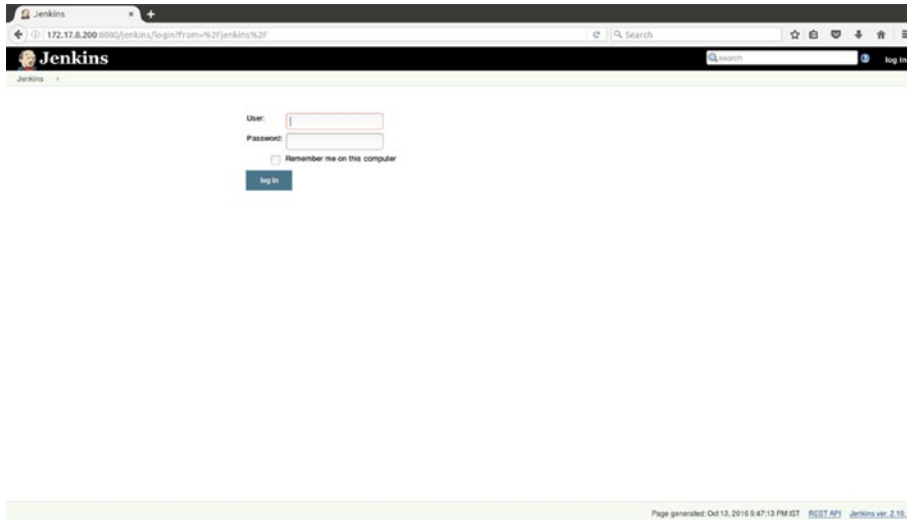 Jenkins
172.17.8.200:8080/jenkins/login?from=%2Fjenkins%2F
Search
Jenkins
search
log in
Jenkins
User:
Password:
Remember me on this computer
log in
Page generated: Oct 13, 2016 9:47:13 PM IST REST API Jenkins ver. 2.19.